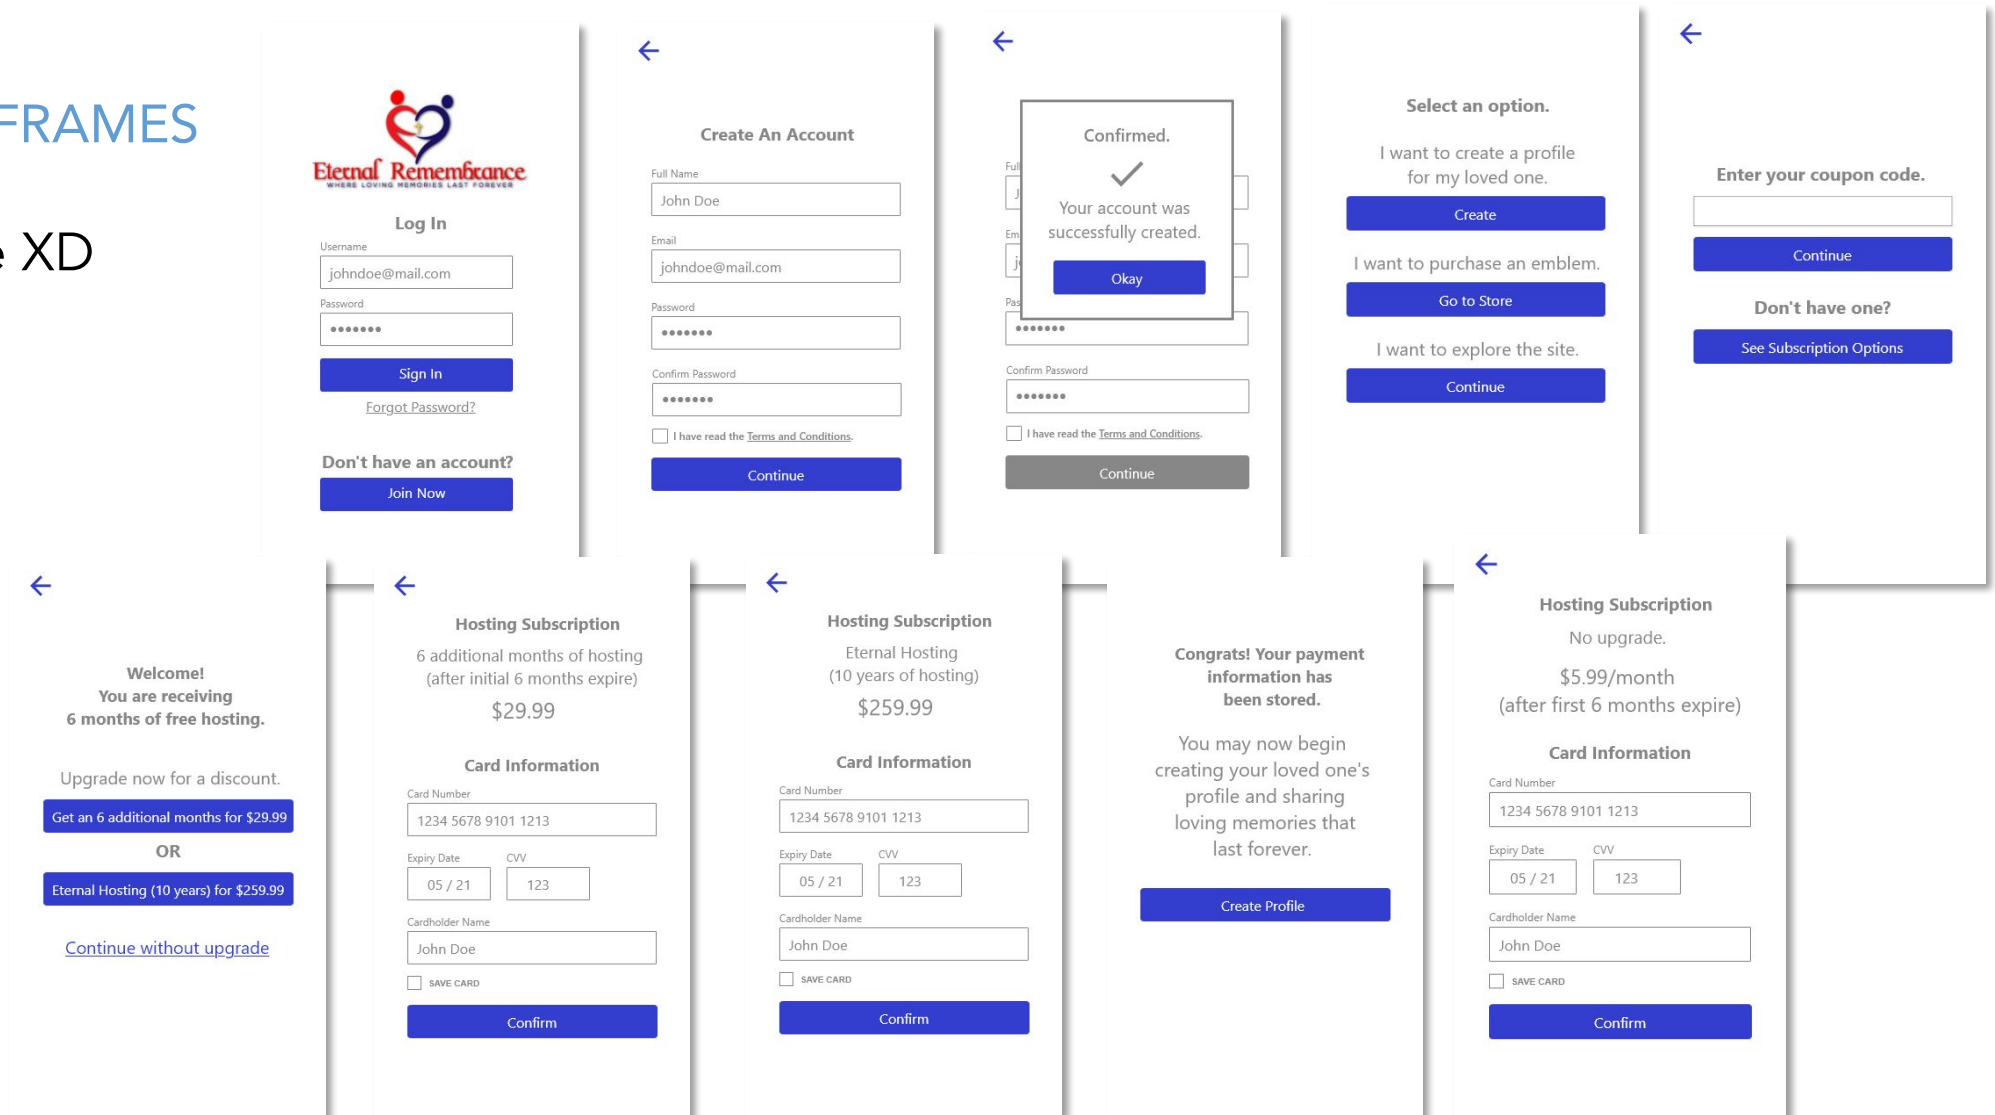 FRAMES
e XD
Eternal Remembrance
WHERE LOVING MEMORIES LAST FOREVER
Log In
Username
johndoe@mail.com
Password
•••••••
Sign In
Forgot Password?
Don't have an account?
Join Now
Create An Account
Full Name
John Doe
Email
johndoe@mail.com
Password
•••••••
Confirm Password
•••••••
I have read the Terms and Conditions.
Continue
Confirmed.
Your account was
successfully created.
Okay
Full
J
Em
j
Pas
•••••••
Confirm Password
•••••••
I have read the Terms and Conditions.
Continue
Select an option.
I want to create a profile
for my loved one.
Create
I want to purchase an emblem.
Go to Store
I want to explore the site.
Continue
Enter your coupon code.
Continue
Don't have one?
See Subscription Options
Welcome!
You are receiving
6 months of free hosting.
Upgrade now for a discount.
Get an 6 additional months for $29.99
OR
Eternal Hosting (10 years) for $259.99
Continue without upgrade
Hosting Subscription
6 additional months of hosting
(after initial 6 months expire)
$29.99
Card Information
Card Number
1234 5678 9101 1213
Expiry Date CVV
05 / 21 123
Cardholder Name
John Doe
SAVE CARD
Confirm
Hosting Subscription
Eternal Hosting
(10 years of hosting)
$259.99
Card Information
Card Number
1234 5678 9101 1213
Expiry Date CVV
05 / 21 123
Cardholder Name
John Doe
SAVE CARD
Confirm
Congrats! Your payment
information has
been stored.
You may now begin
creating your loved one's
profile and sharing
loving memories that
last forever.
Create Profile
Hosting Subscription
No upgrade.
$5.99/month
(after first 6 months expire)
Card Information
Card Number
1234 5678 9101 1213
Expiry Date CVV
05 / 21 123
Cardholder Name
John Doe
SAVE CARD
Confirm